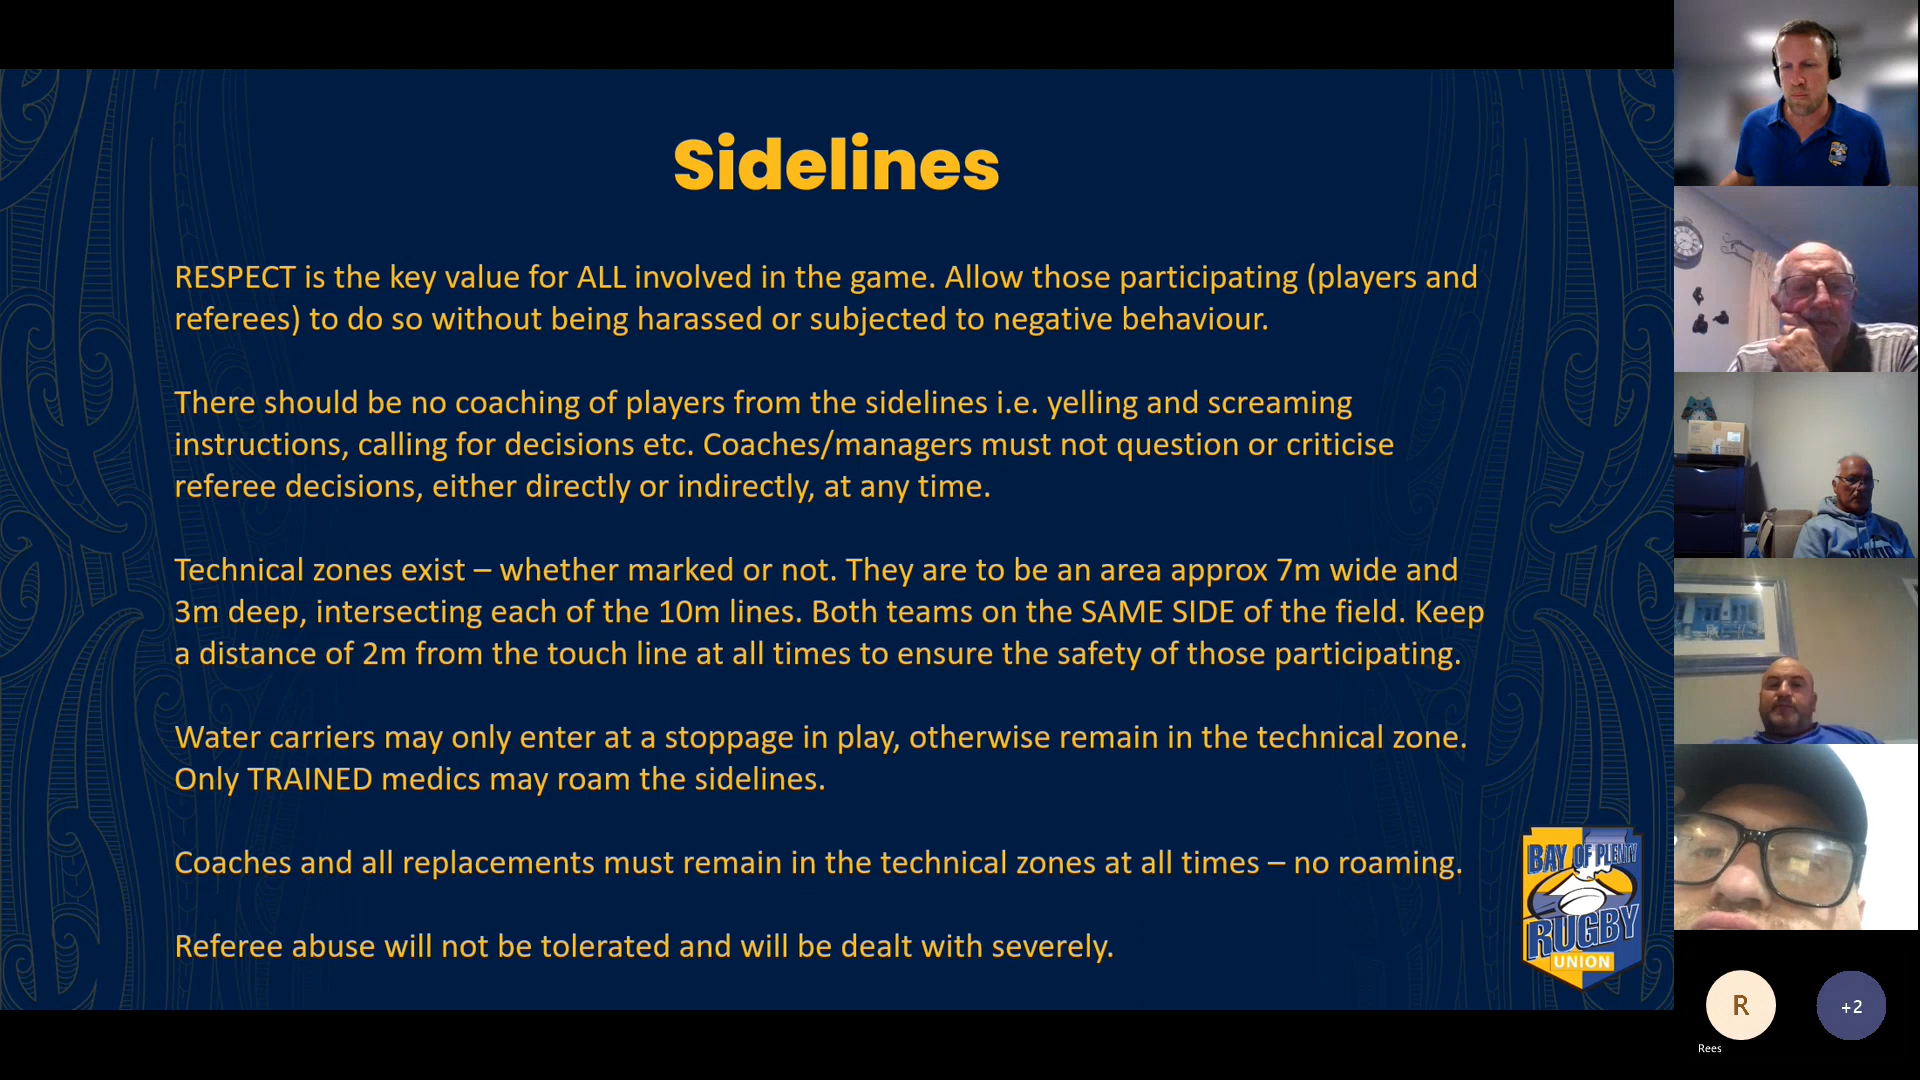 Sidelines
RESPECT is the key value for ALL involved in the game. Allow those participating (players and
referees) to do so without being harassed or subjected to negative behaviour.
There should be no coaching of players from the sidelines i.e. yelling and screaming
instructions, calling for decisions etc. Coaches/managers must not question or criticise
referee decisions, either directly or indirectly, at any time.
Technical zones exist – whether marked or not. They are to be an area approx 7m wide and
3m deep, intersecting each of the 10m lines. Both teams on the SAME SIDE of the field. Keep
a distance of 2m from the touch line at all times to ensure the safety of those participating.
Water carriers may only enter at a stoppage in play, otherwise remain in the technical zone.
Only TRAINED medics may roam the sidelines.
Coaches and all replacements must remain in the technical zones at all times – no roaming.
Referee abuse will not be tolerated and will be dealt with severely.
BAY OF PLENTY
RUGBY
UNION
R
+2
Rees